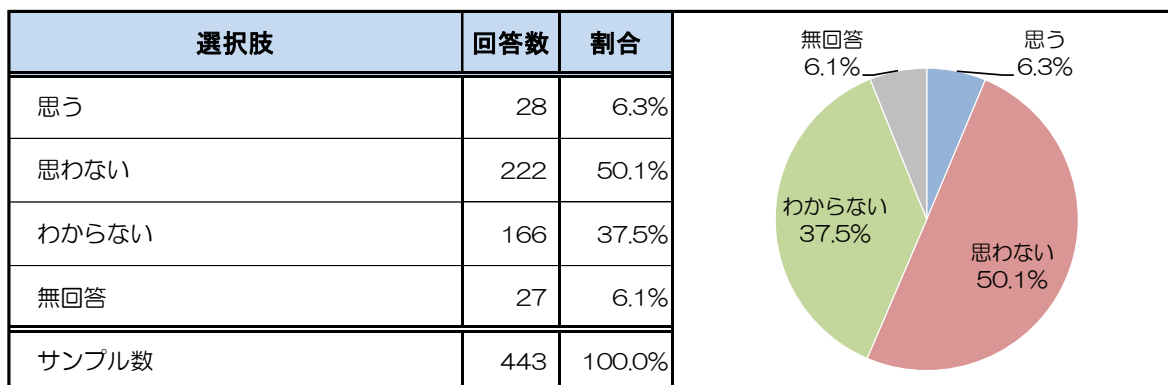 選択肢 回答数 割合
思う 28 6.3%
思わない 222 50.1%
わからない 166 37.5%
無回答 27 6.1%
サンプル数 443 100.0%
無回答
6.1%
思う
6.3%
わからない
37.5%
思わない
50.1%